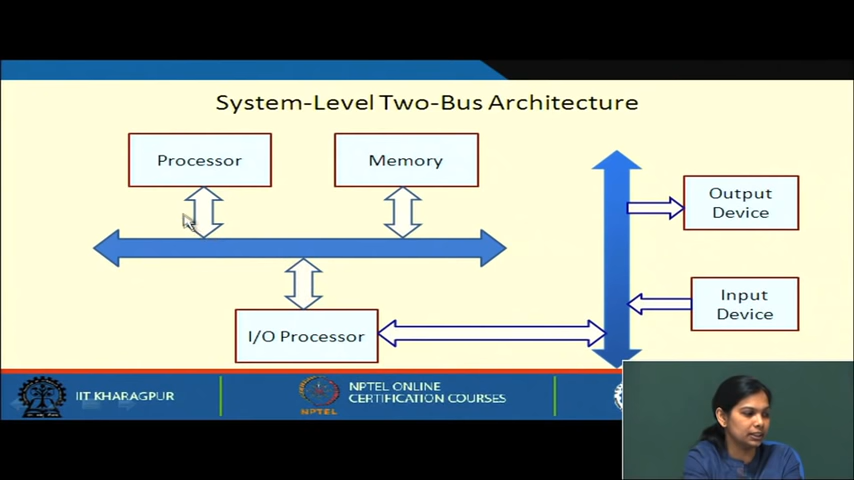 System-Level Two-Bus Architecture
Processor
Memory
Output
Device
Input
Device
I/O Processor
IIT KHARAGPUR
NPTEL
NPTEL ONLINE
CERTIFICATION COURSES